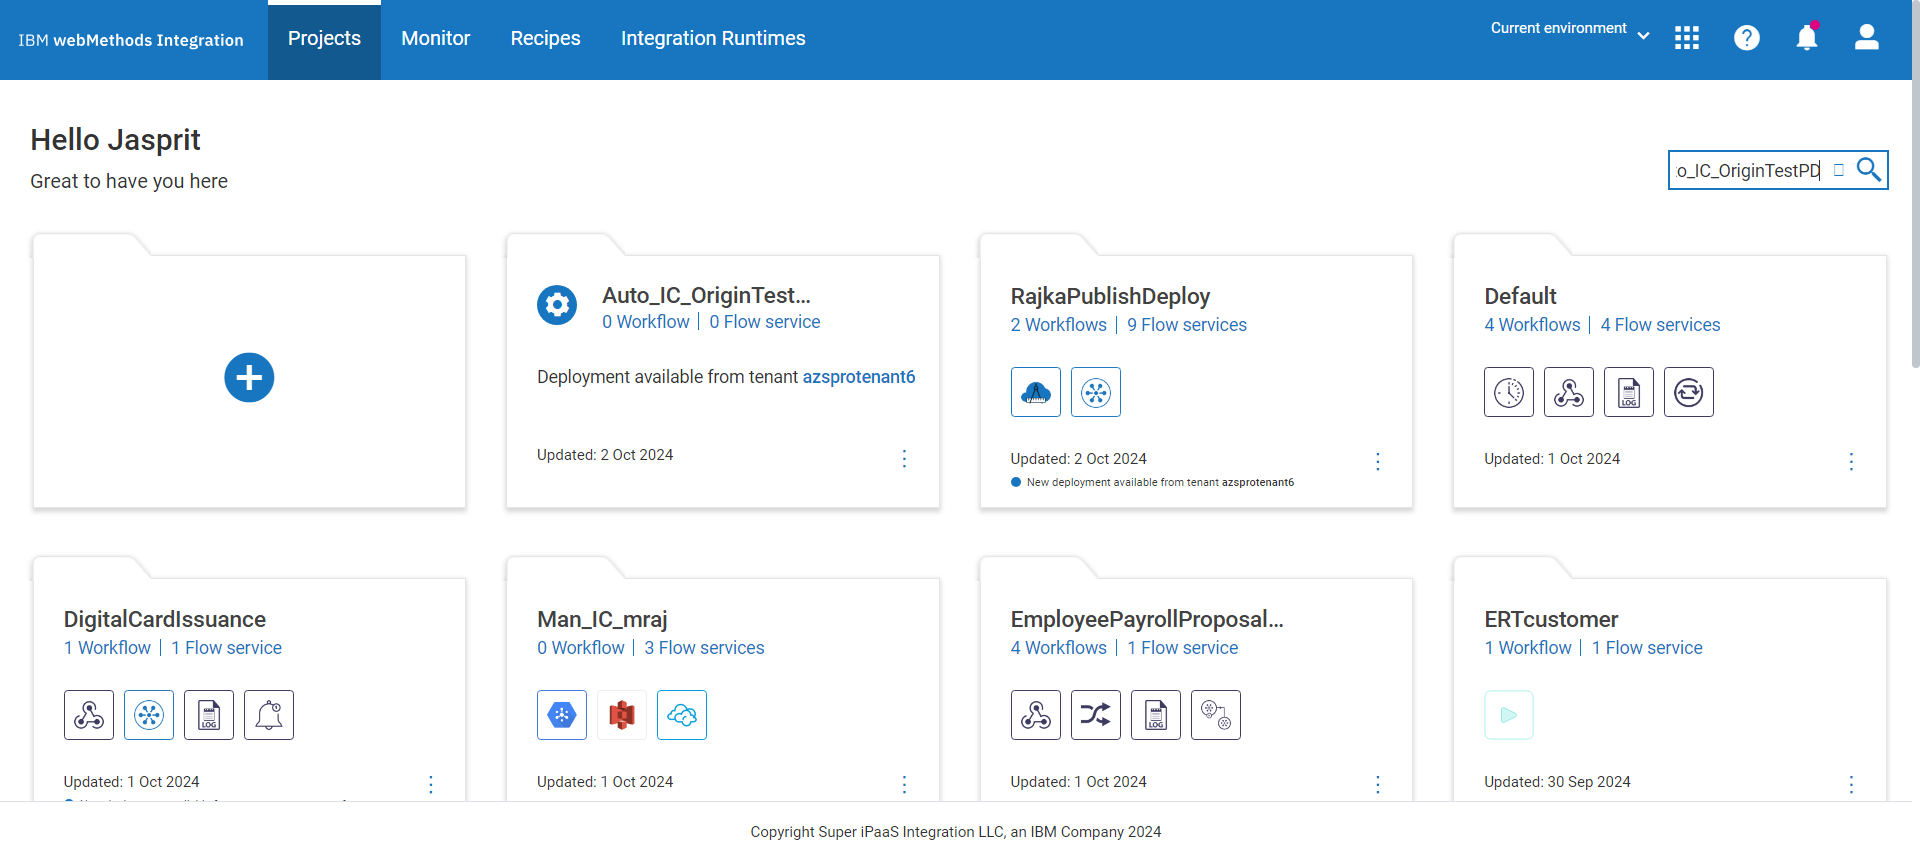 IBM webMethods Integration
Projects
Monitor
Recipes
Integration Runtimes
Current environment
Hello Jasprit
Great to have you here
o_IC_OriginTestPD
Auto_IC_OriginTest...
0 Workflow | 0 Flow service
Deployment available from tenant azsprotenant6
Updated: 2 Oct 2024
RajkaPublishDeploy
2 Workflows | 9 Flow services
Updated: 2 Oct 2024
New deployment available from tenant azsprotenant6
Default
4 Workflows | 4 Flow services
LOG
Updated: 1 Oct 2024
DigitalCardIssuance
1 Workflow | 1 Flow service
LOG
Updated: 1 Oct 2024
Man_IC_mraj
0 Workflow | 3 Flow services
Updated: 1 Oct 2024
EmployeePayrollProposal...
4 Workflows | 1 Flow service
LOG
Updated: 1 Oct 2024
ERTcustomer
1 Workflow | 1 Flow service
Updated: 30 Sep 2024
Copyright Super iPaaS Integration LLC, an IBM Company 2024